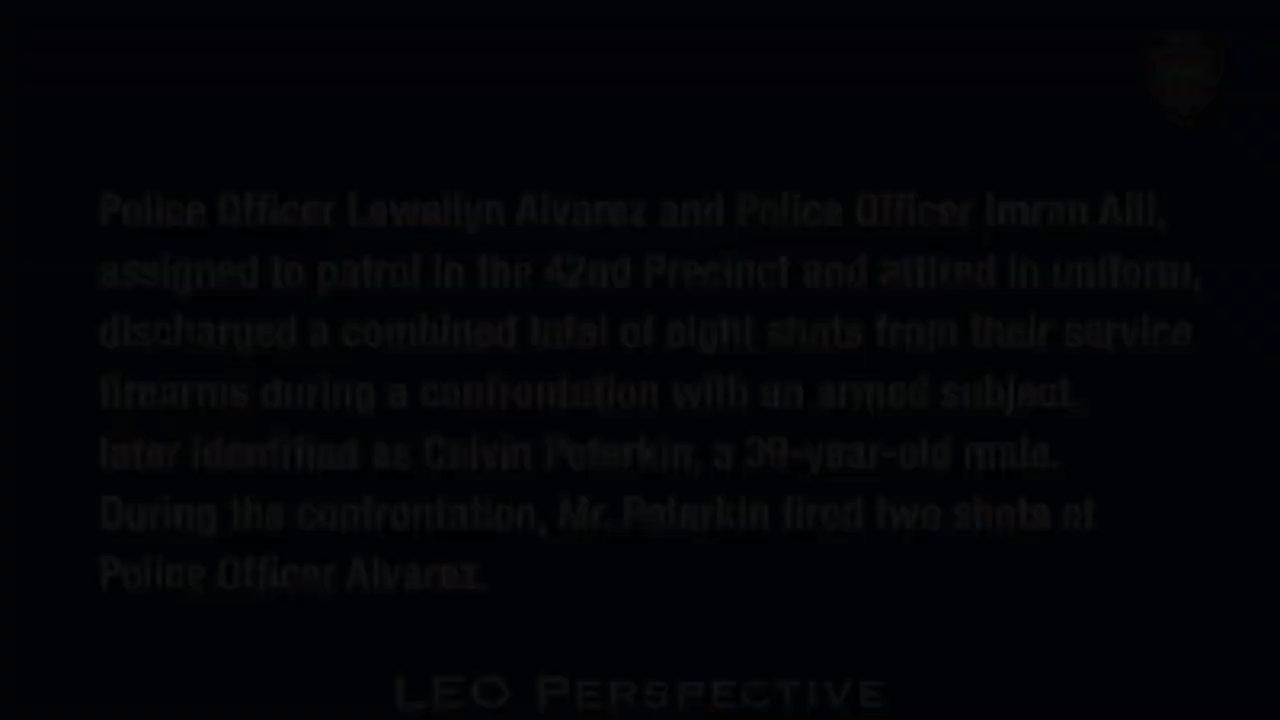 Police Officer Lewellyn Alvarez and Police Officer Imran Alli,
assigned to patrol in the 42nd Precinct and attired in uniform,
discharged a combined total of eight shots from their service
firearms during a confrontation with an armed subject,
later identified as Calvin Peterkin, a 39-year-old male.
During the confrontation, Mr. Peterkin fired two shots at
Police Officer Alvarez.
LEO PERSPECTIVE